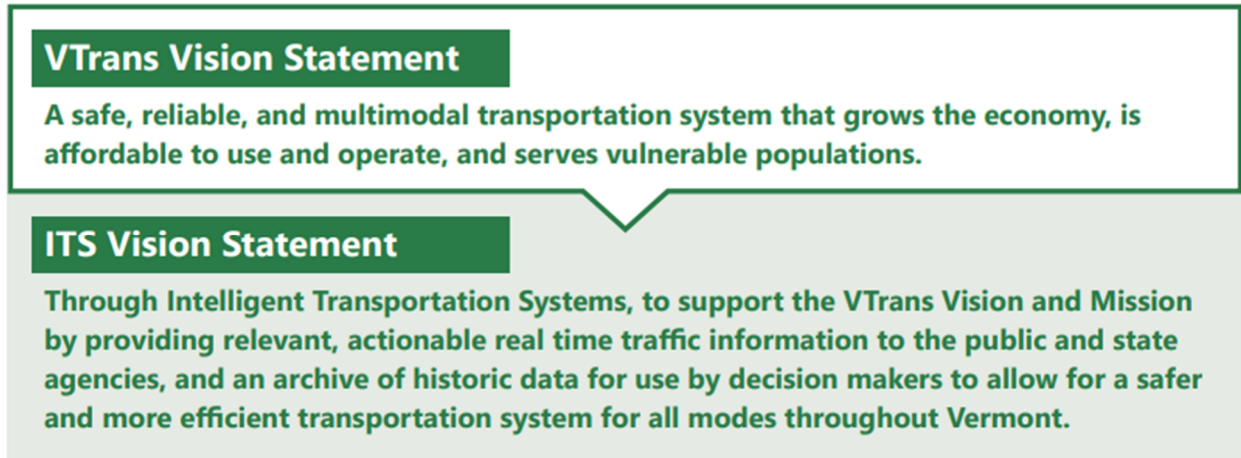 VTrans Vision Statement
A safe, reliable, and multimodal transportation system that grows the economy, is
affordable to use and operate, and serves vulnerable populations.
ITS Vision Statement
Through Intelligent Transportation Systems, to support the VTrans Vision and Mission
by providing relevant, actionable real time traffic information to the public and state
agencies, and an archive of historic data for use by decision makers to allow for a safer
and more efficient transportation system for all modes throughout Vermont.